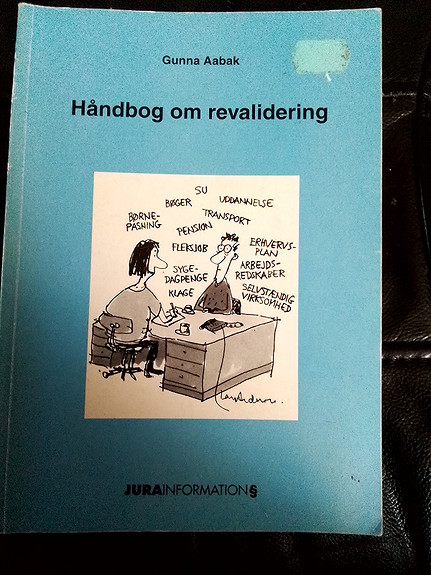 Gunna Aabak
Håndbog om revalidering
SU
BØGER
UDDANNELSE
BØRNE-
PASNING
TRANSPORT
PENSION
FLEKSJOB
ERHVERVS-
PLAN
SYGE-
DAGPENGE
ARBEJDS-
REDSKABER
KLAGE
SELVSTÆNDIG
VIRKSOMHED
JURAINFORMATION§